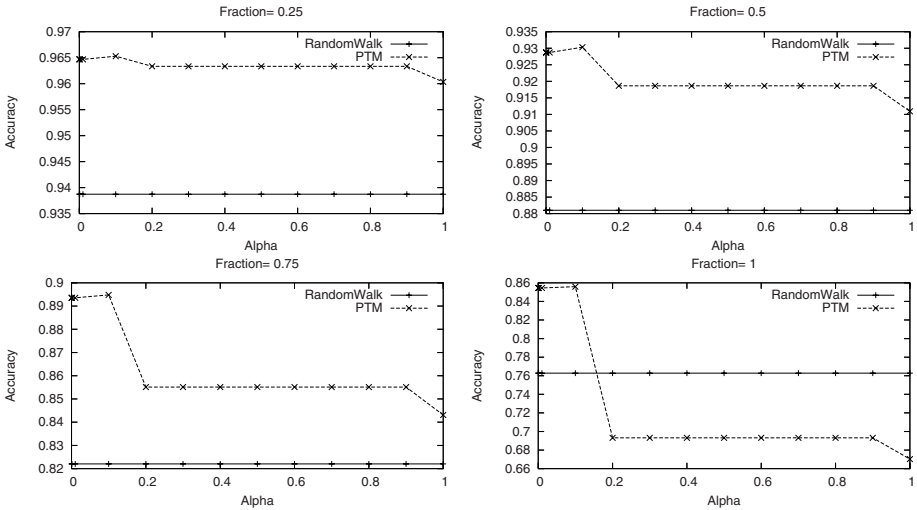 Fraction= 0.25
0.97
0.965
0.96
0.955
0.95
0.945
0.94
0.935
Accuracy
RandomWalk
PTM
0 0.2 0.4 0.6 0.8 1
Alpha
Fraction= 0.5
0.935
0.93
0.925
0.92
0.915
0.91
0.905
0.9
0.895
0.89
0.885
0.88
Accuracy
RandomWalk
PTM
0 0.2 0.4 0.6 0.8 1
Alpha
Fraction= 0.75
0.9
0.89
0.88
0.87
0.86
0.85
0.84
0.83
0.82
Accuracy
RandomWalk
PTM
0 0.2 0.4 0.6 0.8 1
Alpha
Fraction= 1
0.86
0.84
0.82
0.8
0.78
0.76
0.74
0.72
0.7
0.68
0.66
Accuracy
RandomWalk
PTM
0 0.2 0.4 0.6 0.8 1
Alpha